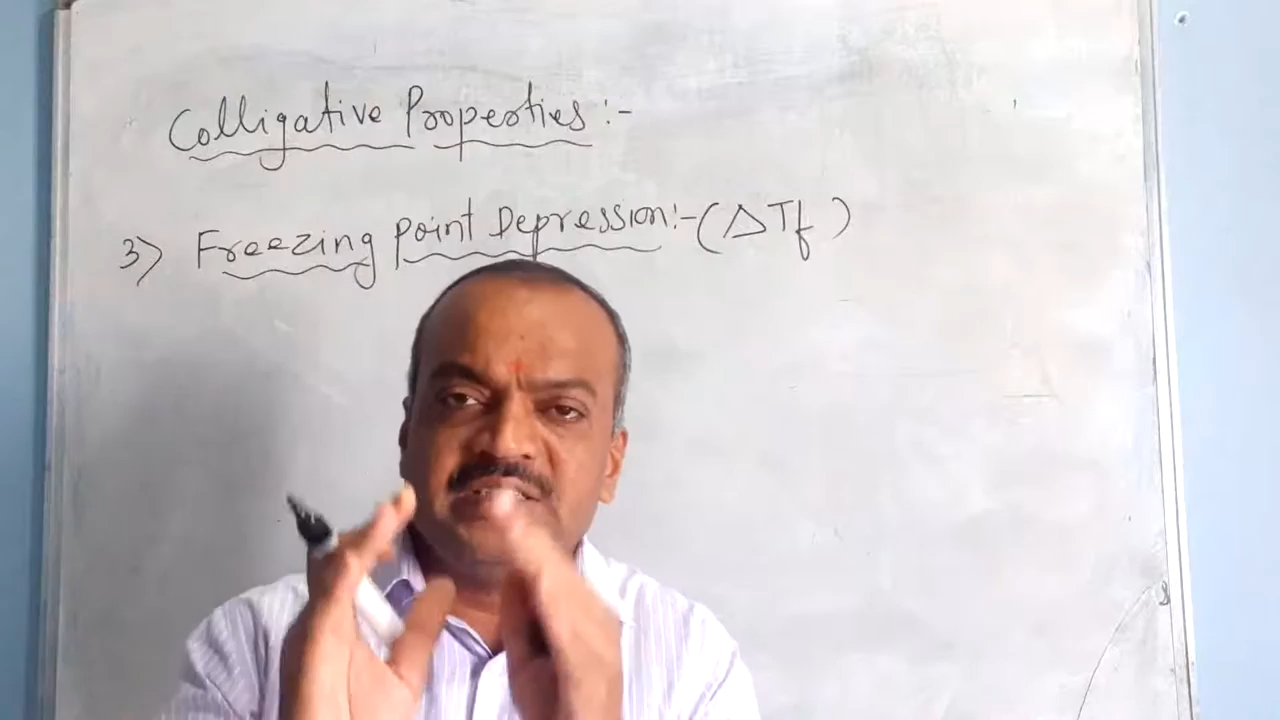 Colligative Properties :-
3) Freezing Point Depression :- (ΔTf)